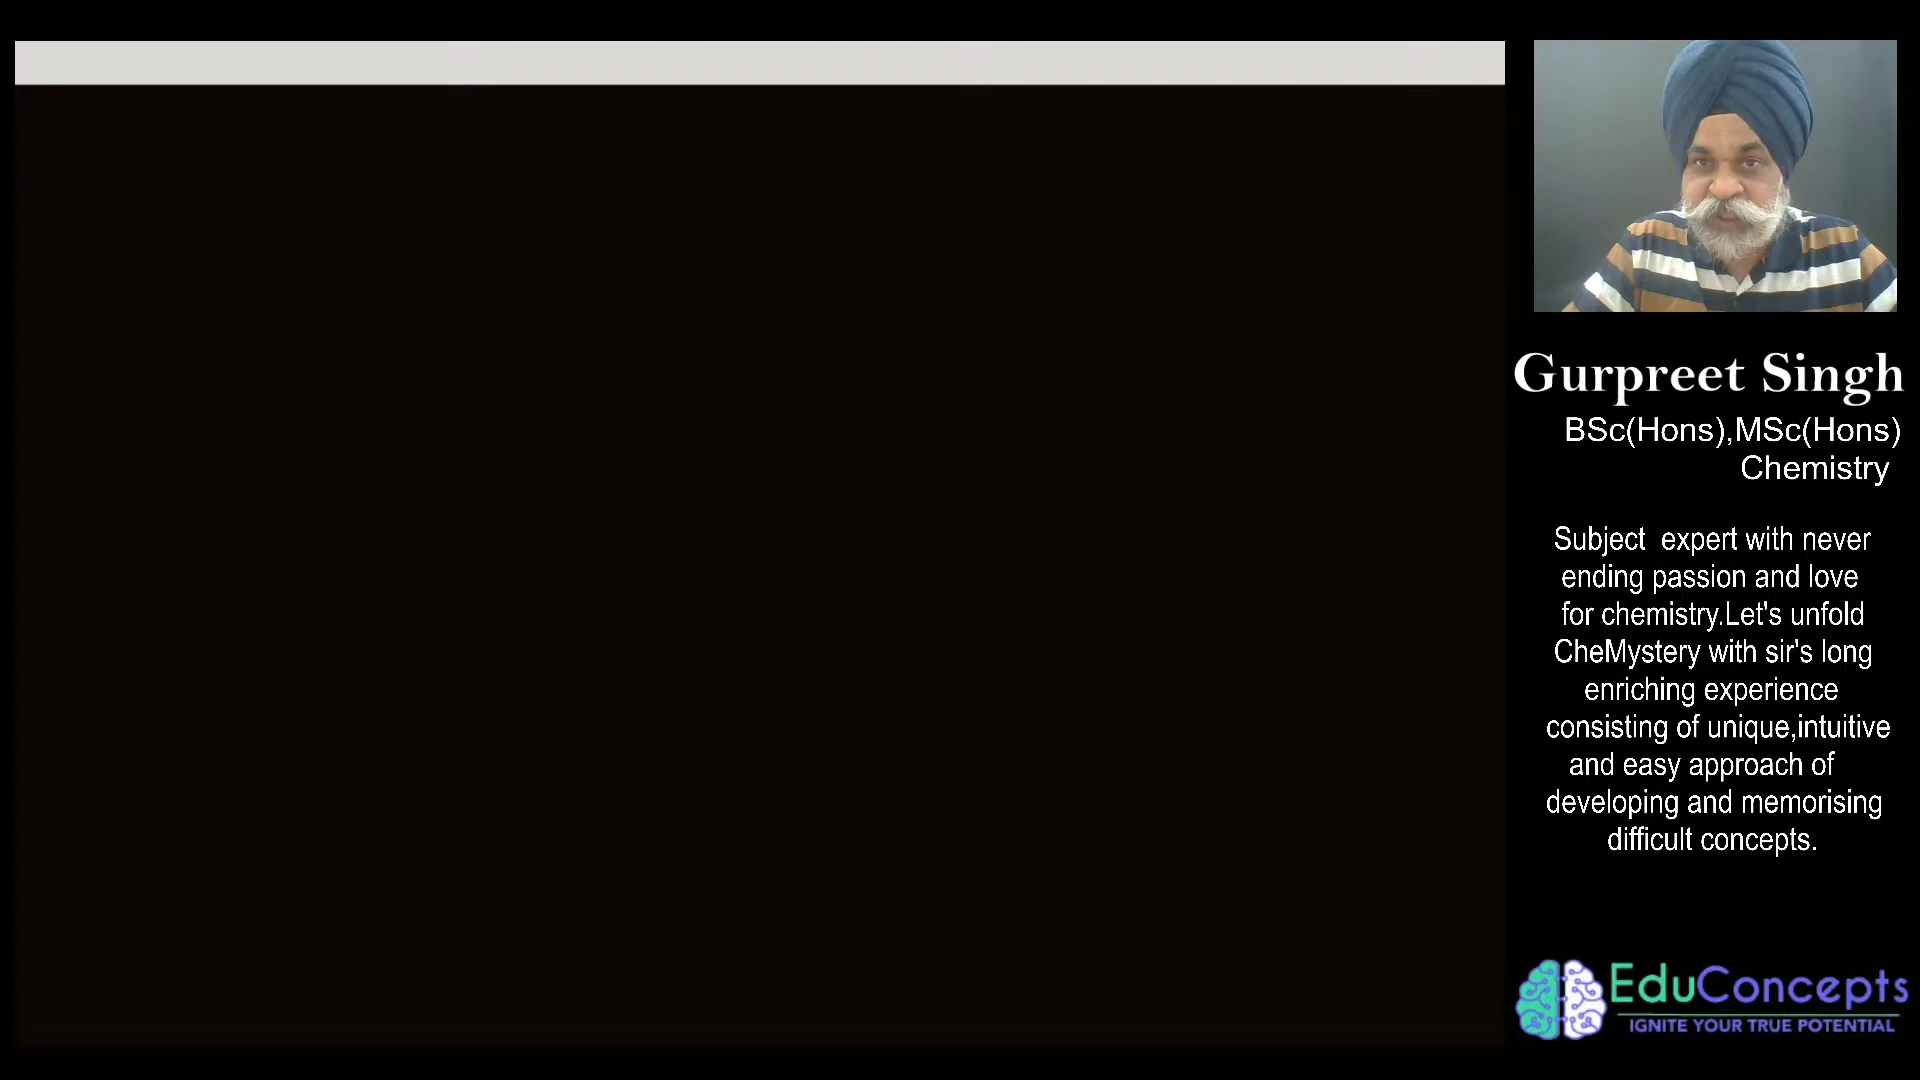 Gurpreet Singh
BSc(Hons),MSc(Hons)
Chemistry
Subject  expert with never
ending passion and love
for chemistry.Let's unfold
CheMystery with sir's long
enriching experience
consisting of unique,intuitive
and easy approach of
developing and memorising
difficult concepts.
EduConcepts
IGNITE YOUR TRUE POTENTIAL